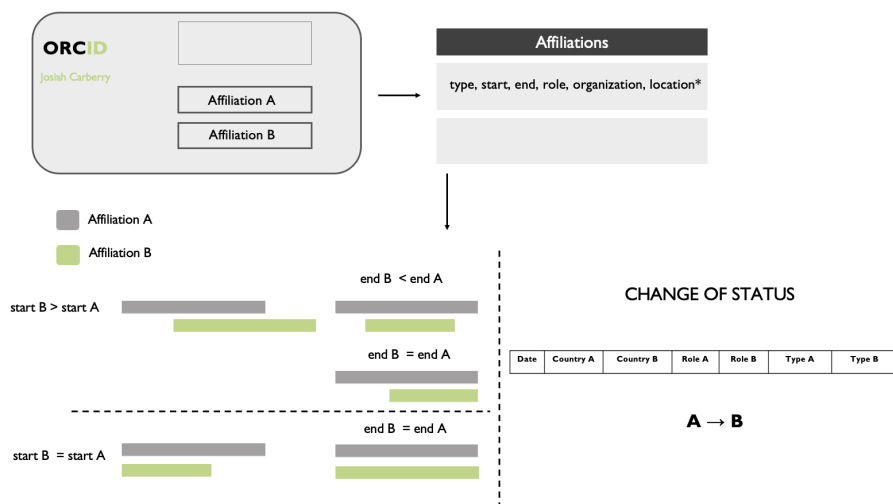 ORCID
Josiah Carberry
Affiliation A
Affiliation B
Affiliations
type, start, end, role, organization, location*
Affiliation A
Affiliation B
start B > start A
end B < end A
end B = end A
start B = start A
end B = end A
CHANGE OF STATUS
Date Country A Country B Role A Role B Type A Type B
A → B